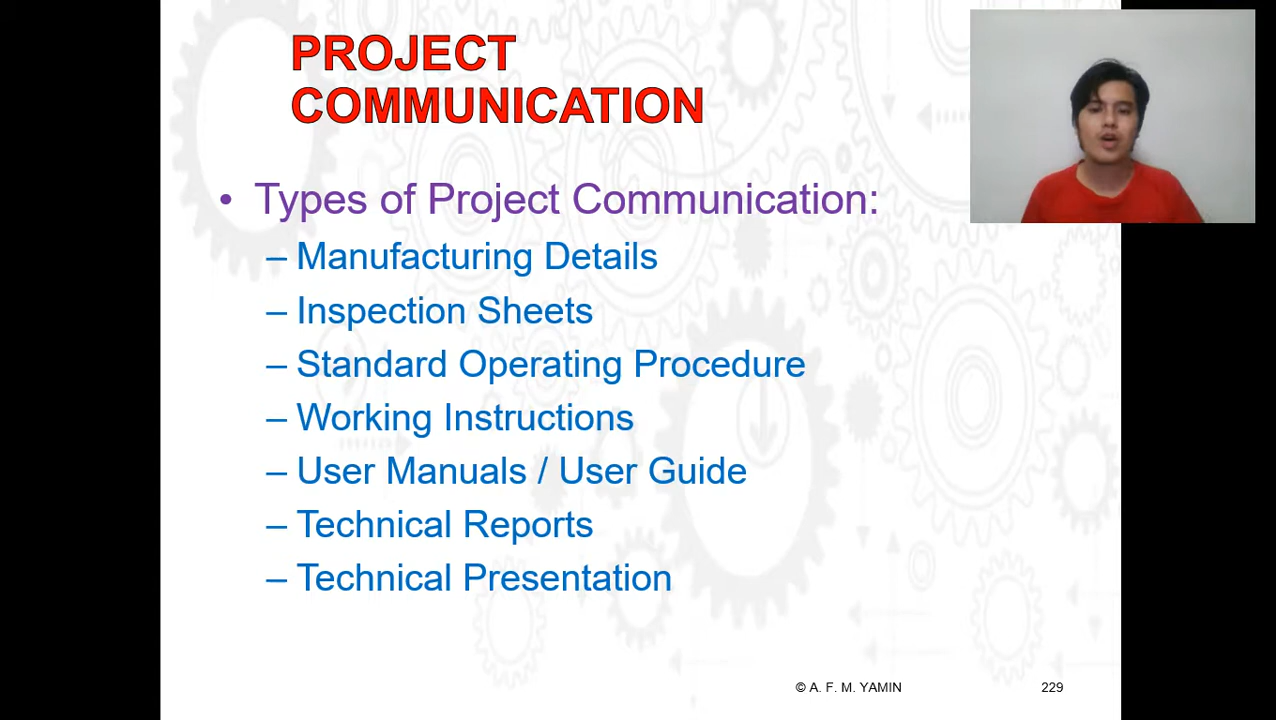 PROJECT
COMMUNICATION
• Types of Project Communication:
– Manufacturing Details
– Inspection Sheets
– Standard Operating Procedure
– Working Instructions
– User Manuals / User Guide
– Technical Reports
– Technical Presentation
© A. F. M. YAMIN
229